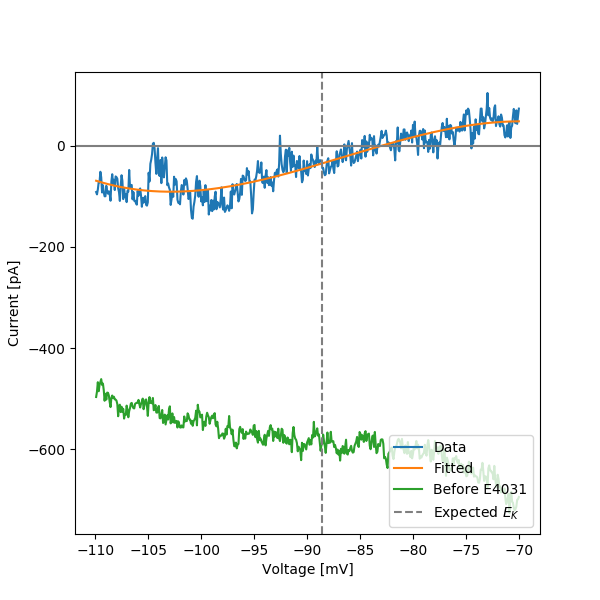 0
−200
−400
−600
Current [pA]
−110
−105
−100
−95
−90
−85
−80
−75
−70
Voltage [mV]
Data
Fitted
Before E4031
Expected $E_K$